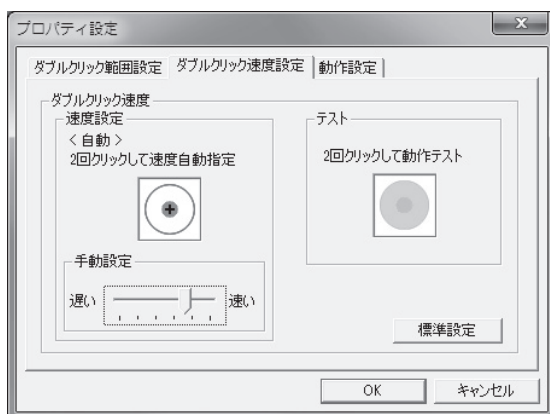 プロパティ設定
x
ダブルクリック範囲設定 ダブルクリック速度設定 動作設定
ダブルクリック速度
速度設定
<自動>
2回クリックして速度自動指定
手動設定
遅い 速い
テスト
2回クリックして動作テスト
標準設定
OK キャンセル